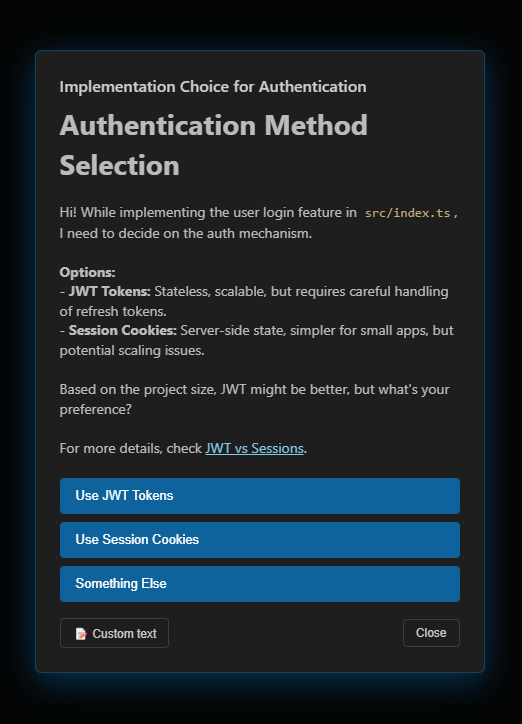 Implementation Choice for Authentication
Authentication Method
Selection
Hi! While implementing the user login feature in src/index.ts,
I need to decide on the auth mechanism.
Options:
- JWT Tokens: Stateless, scalable, but requires careful handling
of refresh tokens.
- Session Cookies: Server-side state, simpler for small apps, but
potential scaling issues.
Based on the project size, JWT might be better, but what's your
preference?
For more details, check JWT vs Sessions.
Use JWT Tokens
Use Session Cookies
Something Else
📝 Custom text
Close